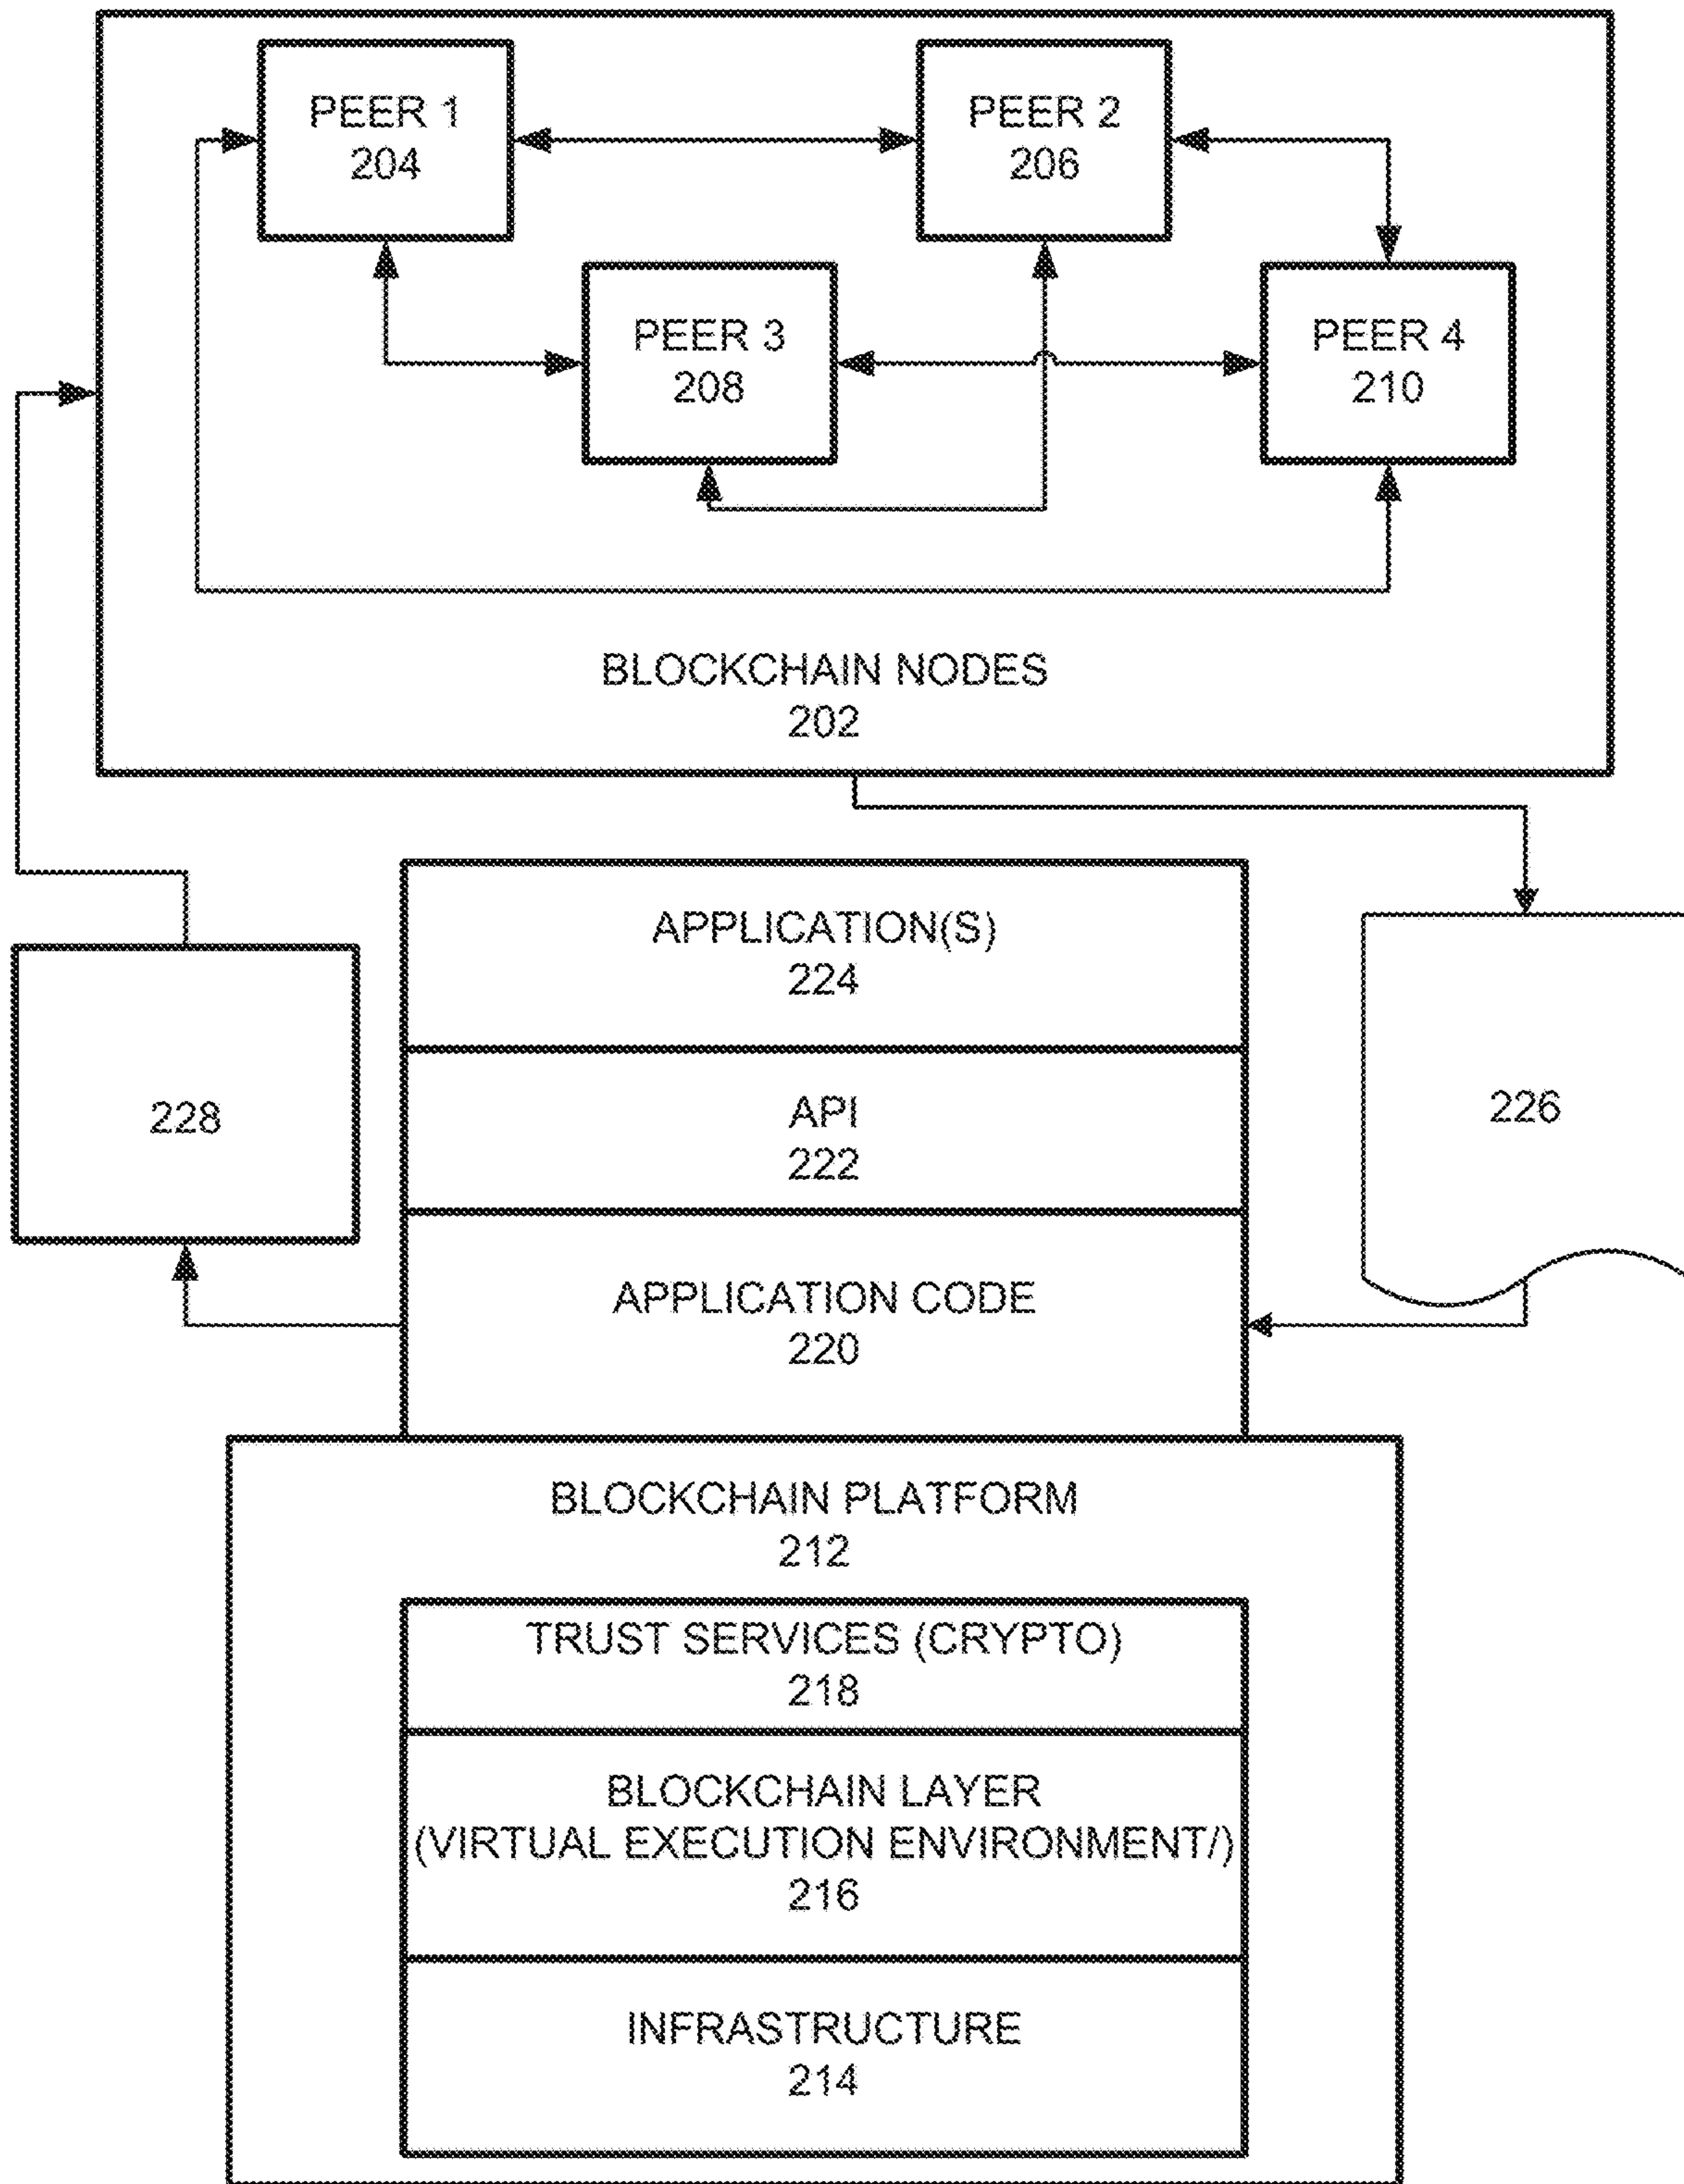 PEER 1
204
PEER 2
206
PEER 3
208
PEER 4
210
BLOCKCHAIN NODES
202
APPLICATION(S)
224
API
222
228
226
APPLICATION CODE
220
BLOCKCHAIN PLATFORM
212
TRUST SERVICES (CRYPTO)
218
BLOCKCHAIN LAYER
(VIRTUAL EXECUTION ENVIRONMENT/)
216
INFRASTRUCTURE
214